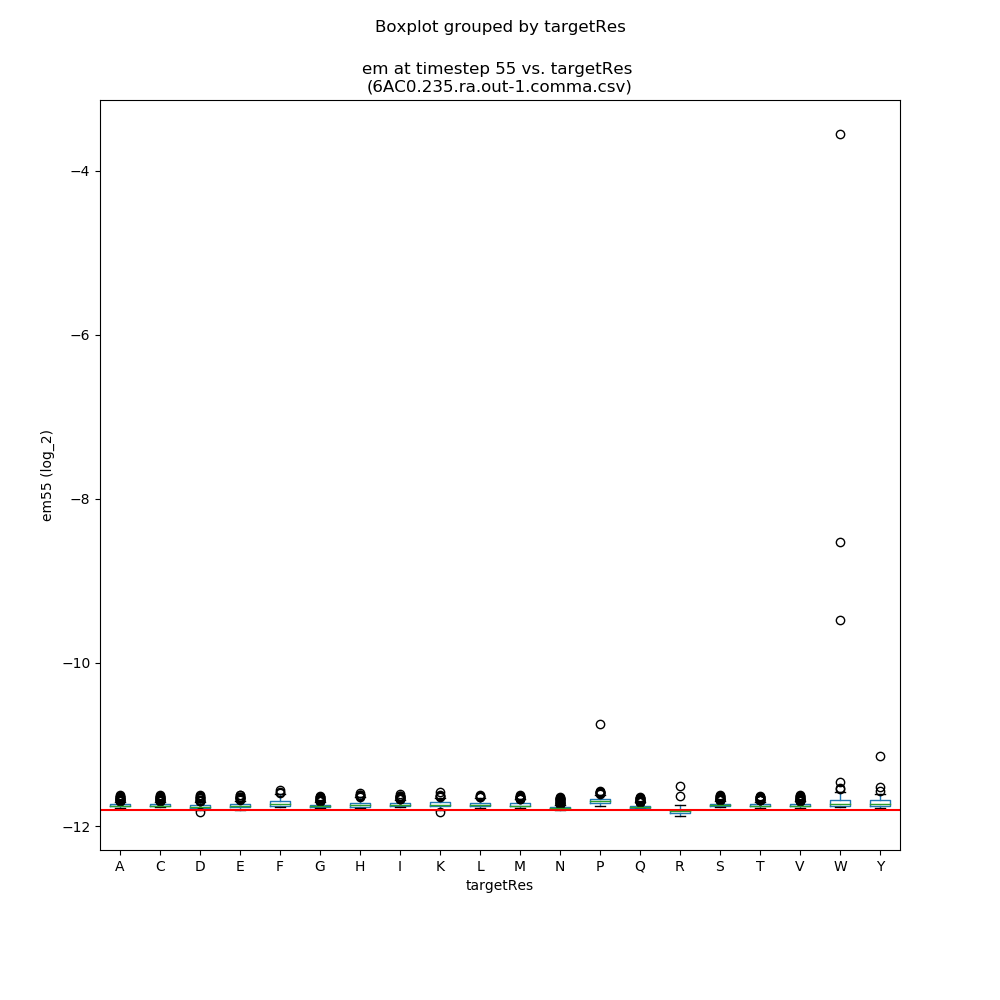 Boxplot grouped by targetRes
em at timestep 55 vs. targetRes
(6AC0.235.ra.out-1.comma.csv)
em55 (log_2)
−4
−6
−8
−10
−12
A C D E F G H I K L M N P Q R S T V W Y
targetRes